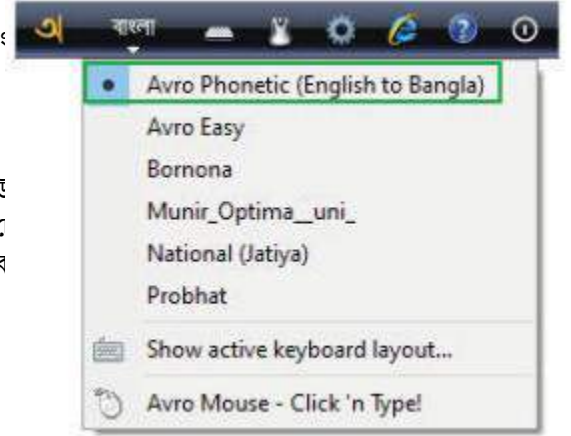 অ বাংলা
Avro Phonetic (English to Bangla)
Avro Easy
Bornona
Munir_Optima__uni_
National (Jatiya)
Probhat
Show active keyboard layout...
Avro Mouse - Click 'n Type!